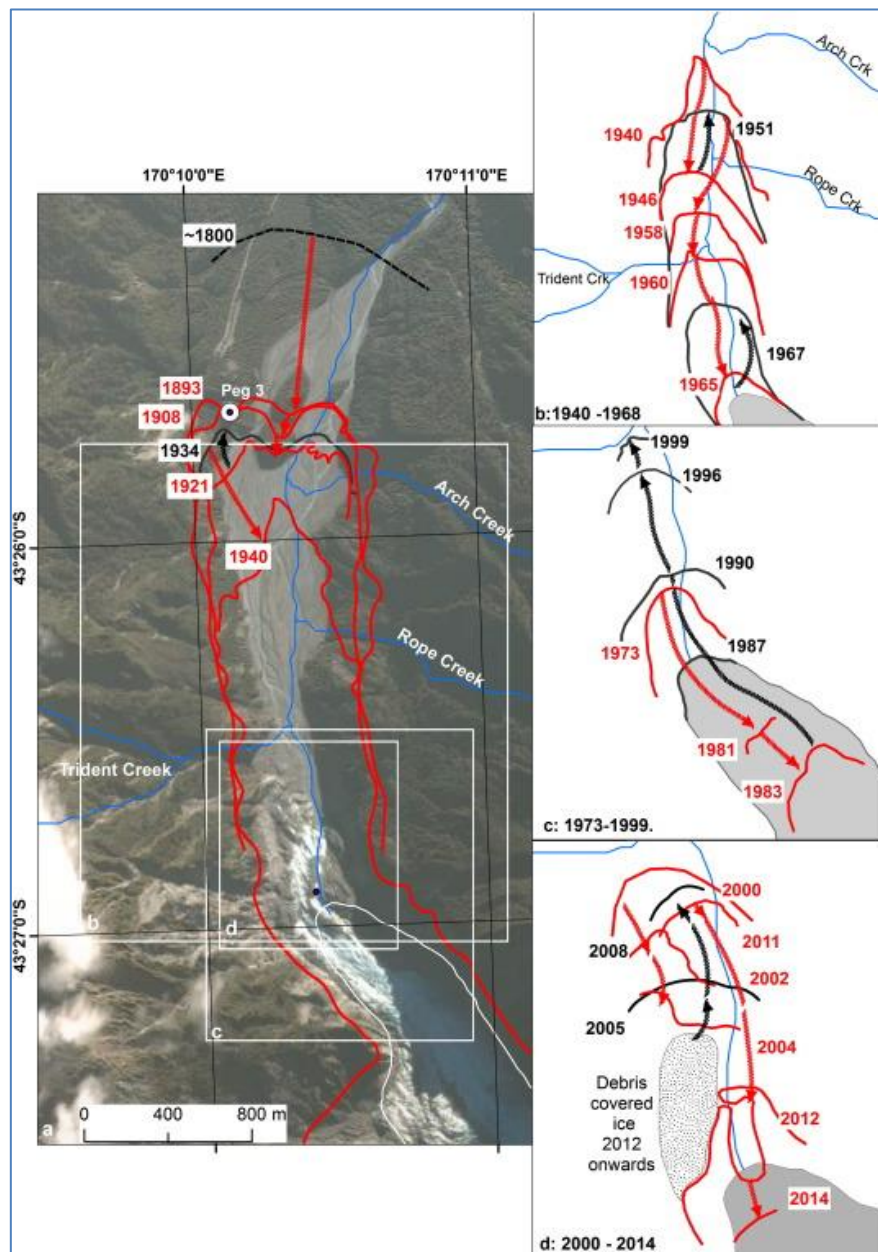 170°10'0"E
170°11'0"E
~1800
1893
Peg 3
1908
1934
1921
1940
Arch Creek
43°26'0"S
Rope Creek
Trident Creek
b
d
43°27'0"S
c
0 400 800 m
a
Arch Crk
1940
1951
Rope Crk
1946
1958
Trident Crk
1960
1967
1965
b:1940 -1968
1999
1996
1990
1973
1987
1981
1983
c: 1973-1999.
2000
2011
2008
2002
2005
2004
Debris
covered
ice
2012
onwards
2012
2014
d: 2000 - 2014